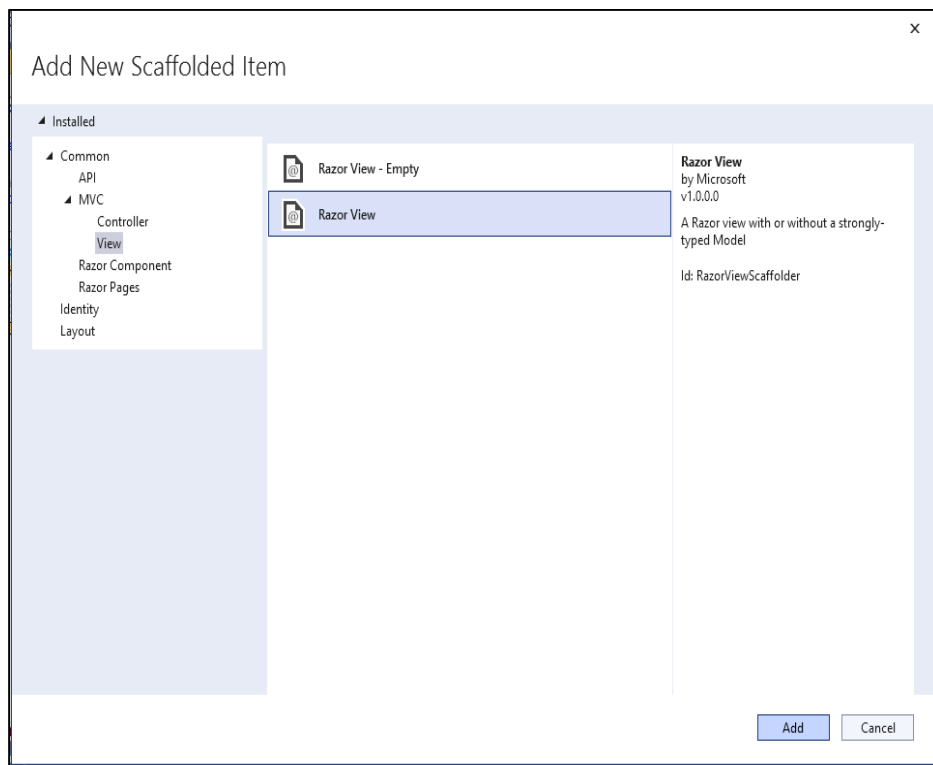 x
Add New Scaffolded Item
Installed
Common
API
MVC
Controller
View
Razor Component
Razor Pages
Identity
Layout
@ Razor View - Empty
@ Razor View
Razor View
by Microsoft
v1.0.0.0
A Razor view with or without a strongly-
typed Model
Id: RazorViewScaffolder
Add Cancel